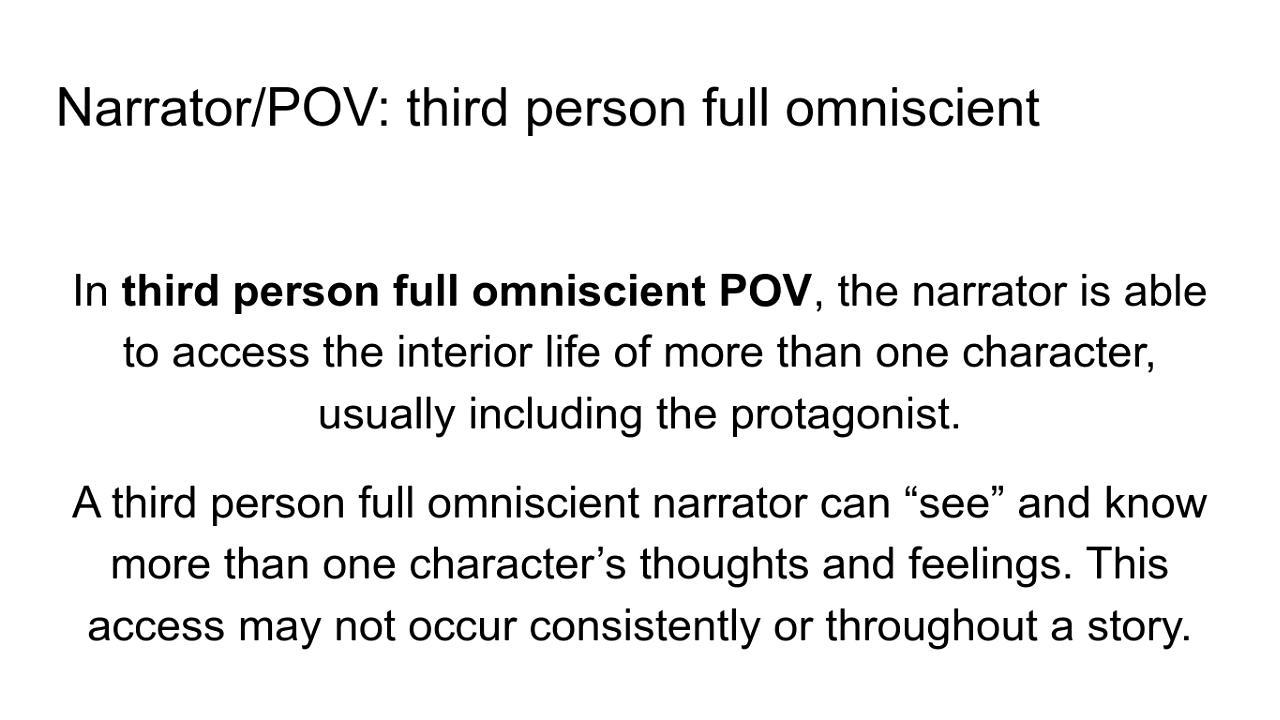 Narrator/POV: third person full omniscient
In third person full omniscient POV, the narrator is able
to access the interior life of more than one character,
usually including the protagonist.
A third person full omniscient narrator can “see” and know
more than one character’s thoughts and feelings. This
access may not occur consistently or throughout a story.